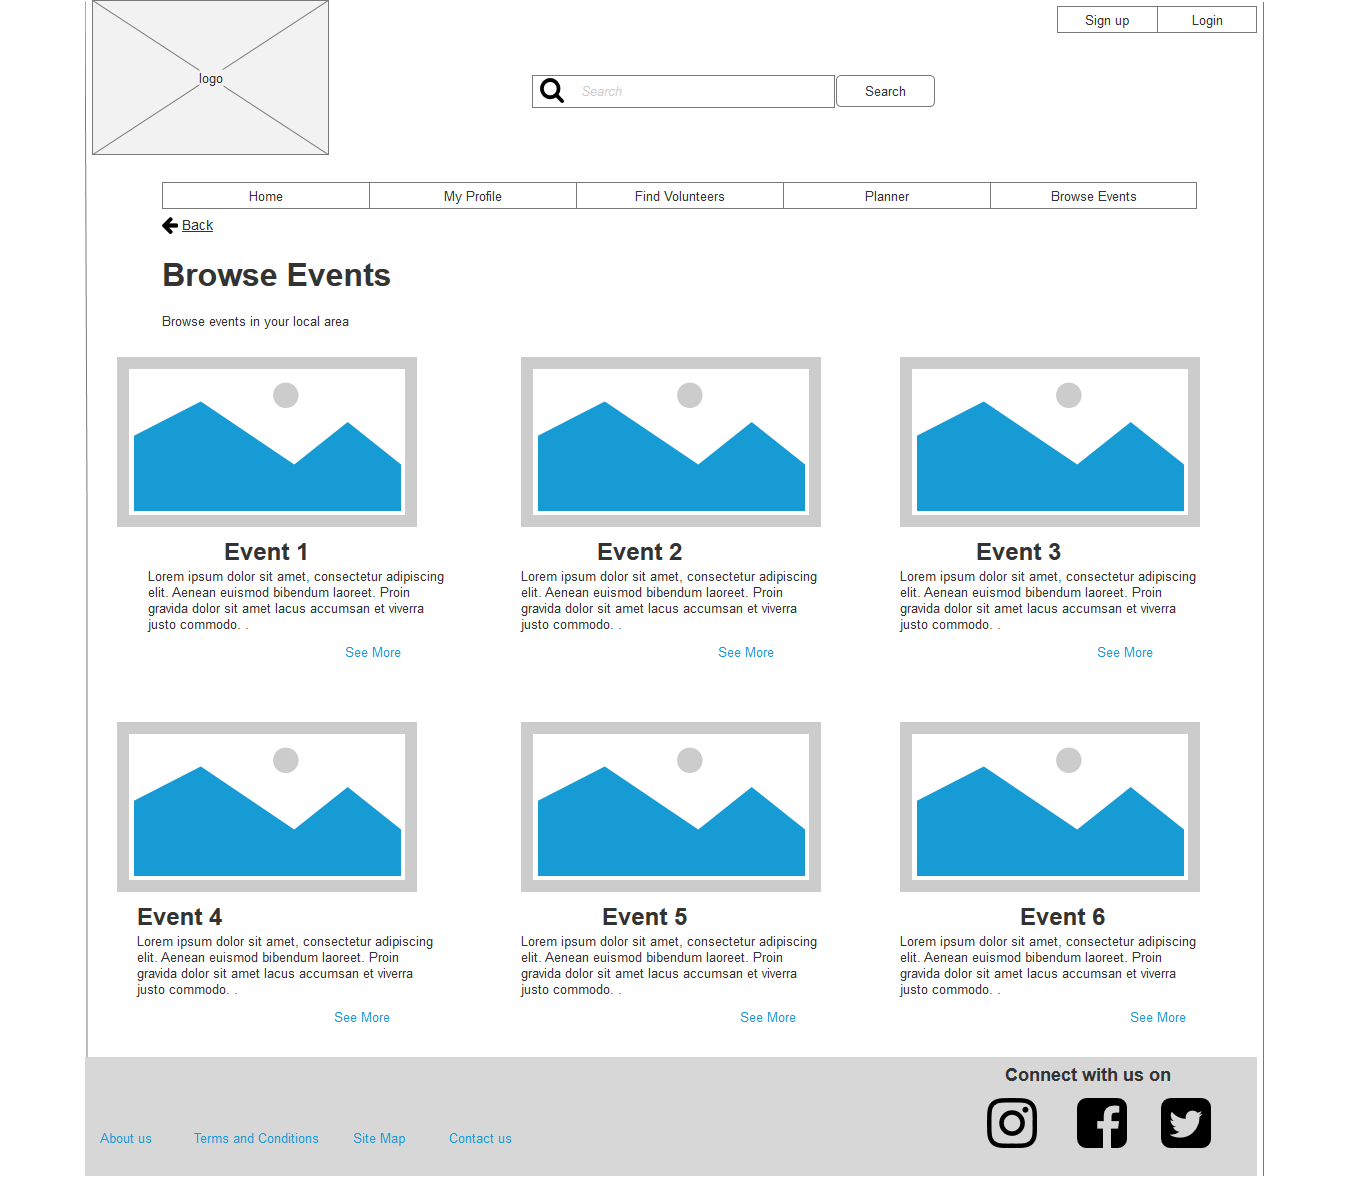 Sign up
Login
logo
Search
Search
Home
My Profile
Find Volunteers
Planner
Browse Events
Back
Browse Events
Browse events in your local area
Event 1
Lorem ipsum dolor sit amet, consectetur adipiscing
elit. Aenean euismod bibendum laoreet. Proin
gravida dolor sit amet lacus accumsan et viverra
justo commodo. .
See More
Event 2
Lorem ipsum dolor sit amet, consectetur adipiscing
elit. Aenean euismod bibendum laoreet. Proin
gravida dolor sit amet lacus accumsan et viverra
justo commodo. .
See More
Event 3
Lorem ipsum dolor sit amet, consectetur adipiscing
elit. Aenean euismod bibendum laoreet. Proin
gravida dolor sit amet lacus accumsan et viverra
justo commodo. .
See More
Event 4
Lorem ipsum dolor sit amet, consectetur adipiscing
elit. Aenean euismod bibendum laoreet. Proin
gravida dolor sit amet lacus accumsan et viverra
justo commodo. .
See More
Event 5
Lorem ipsum dolor sit amet, consectetur adipiscing
elit. Aenean euismod bibendum laoreet. Proin
gravida dolor sit amet lacus accumsan et viverra
justo commodo. .
See More
Event 6
Lorem ipsum dolor sit amet, consectetur adipiscing
elit. Aenean euismod bibendum laoreet. Proin
gravida dolor sit amet lacus accumsan et viverra
justo commodo. .
See More
Connect with us on
About us
Terms and Conditions
Site Map
Contact us